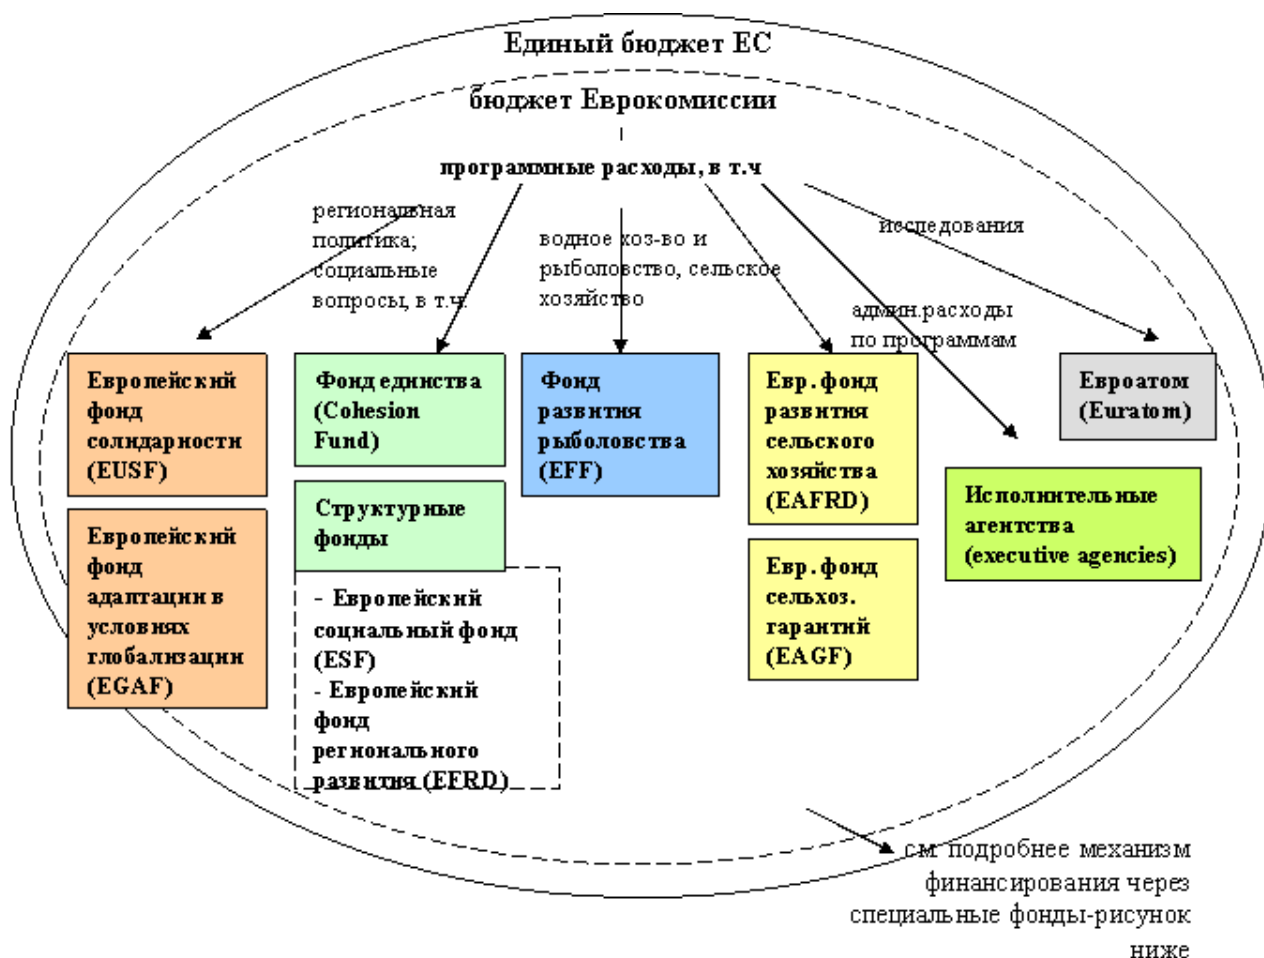 Единый бюджет ЕС
бюджет Еврокомиссии
программные расходы, в т.ч
региональная
политика;
социальные
вопросы, в т.ч.
водное хоз-во и
рыболовство, сельское
хозяйство
исследования
админ.расходы
по программам
Европейский
фонд
солидарности
(EUSF)
Европейский
фонд
адаптации в
условиях
глобализации
(EGAF)
Фонд единства
(Cohesion
Fund)
Структурные
фонды
- Европейский
социальный фонд
(ESF)
- Европейский
фонд
регионального
развития (EFRD)
Фонд
развития
рыболовства
(EFF)
Евр. фонд
развития
сельского
хозяйства
(EAFRD)
Евр. фонд
сельхоз.
гарантий
(EAGF)
Евроатом
(Euratom)
Исполнительные
агентства
(executive agencies)
см. подробнее механизм
финансирования через
специальные фонды-рисунок
ниже